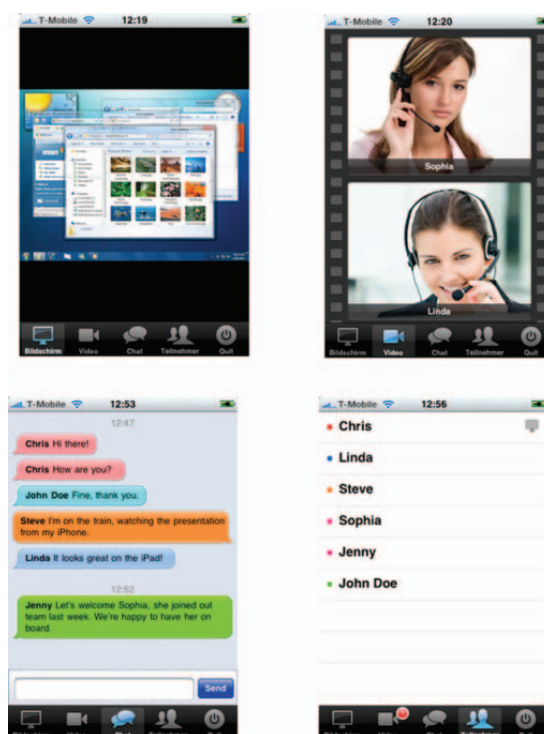 T-Mobile 12:19
Bildschirm Video Chat Teilnehmer Quit
T-Mobile 12:20
Sophia
Linda
Bildschirm Video Chat Teilnehmer Quit
T-Mobile 12:53
12:47
Chris Hi there!
Chris How are you?
John Doe Fine, thank you.
Steve I'm on the train, watching the presentation
from my iPhone.
Linda It looks great on the iPad!
12:52
Jenny Let's welcome Sophia, she joined out
team last week. We're happy to have her on
board.
Send
T-Mobile 12:56
Chris
Linda
Steve
Sophia
Jenny
John Doe